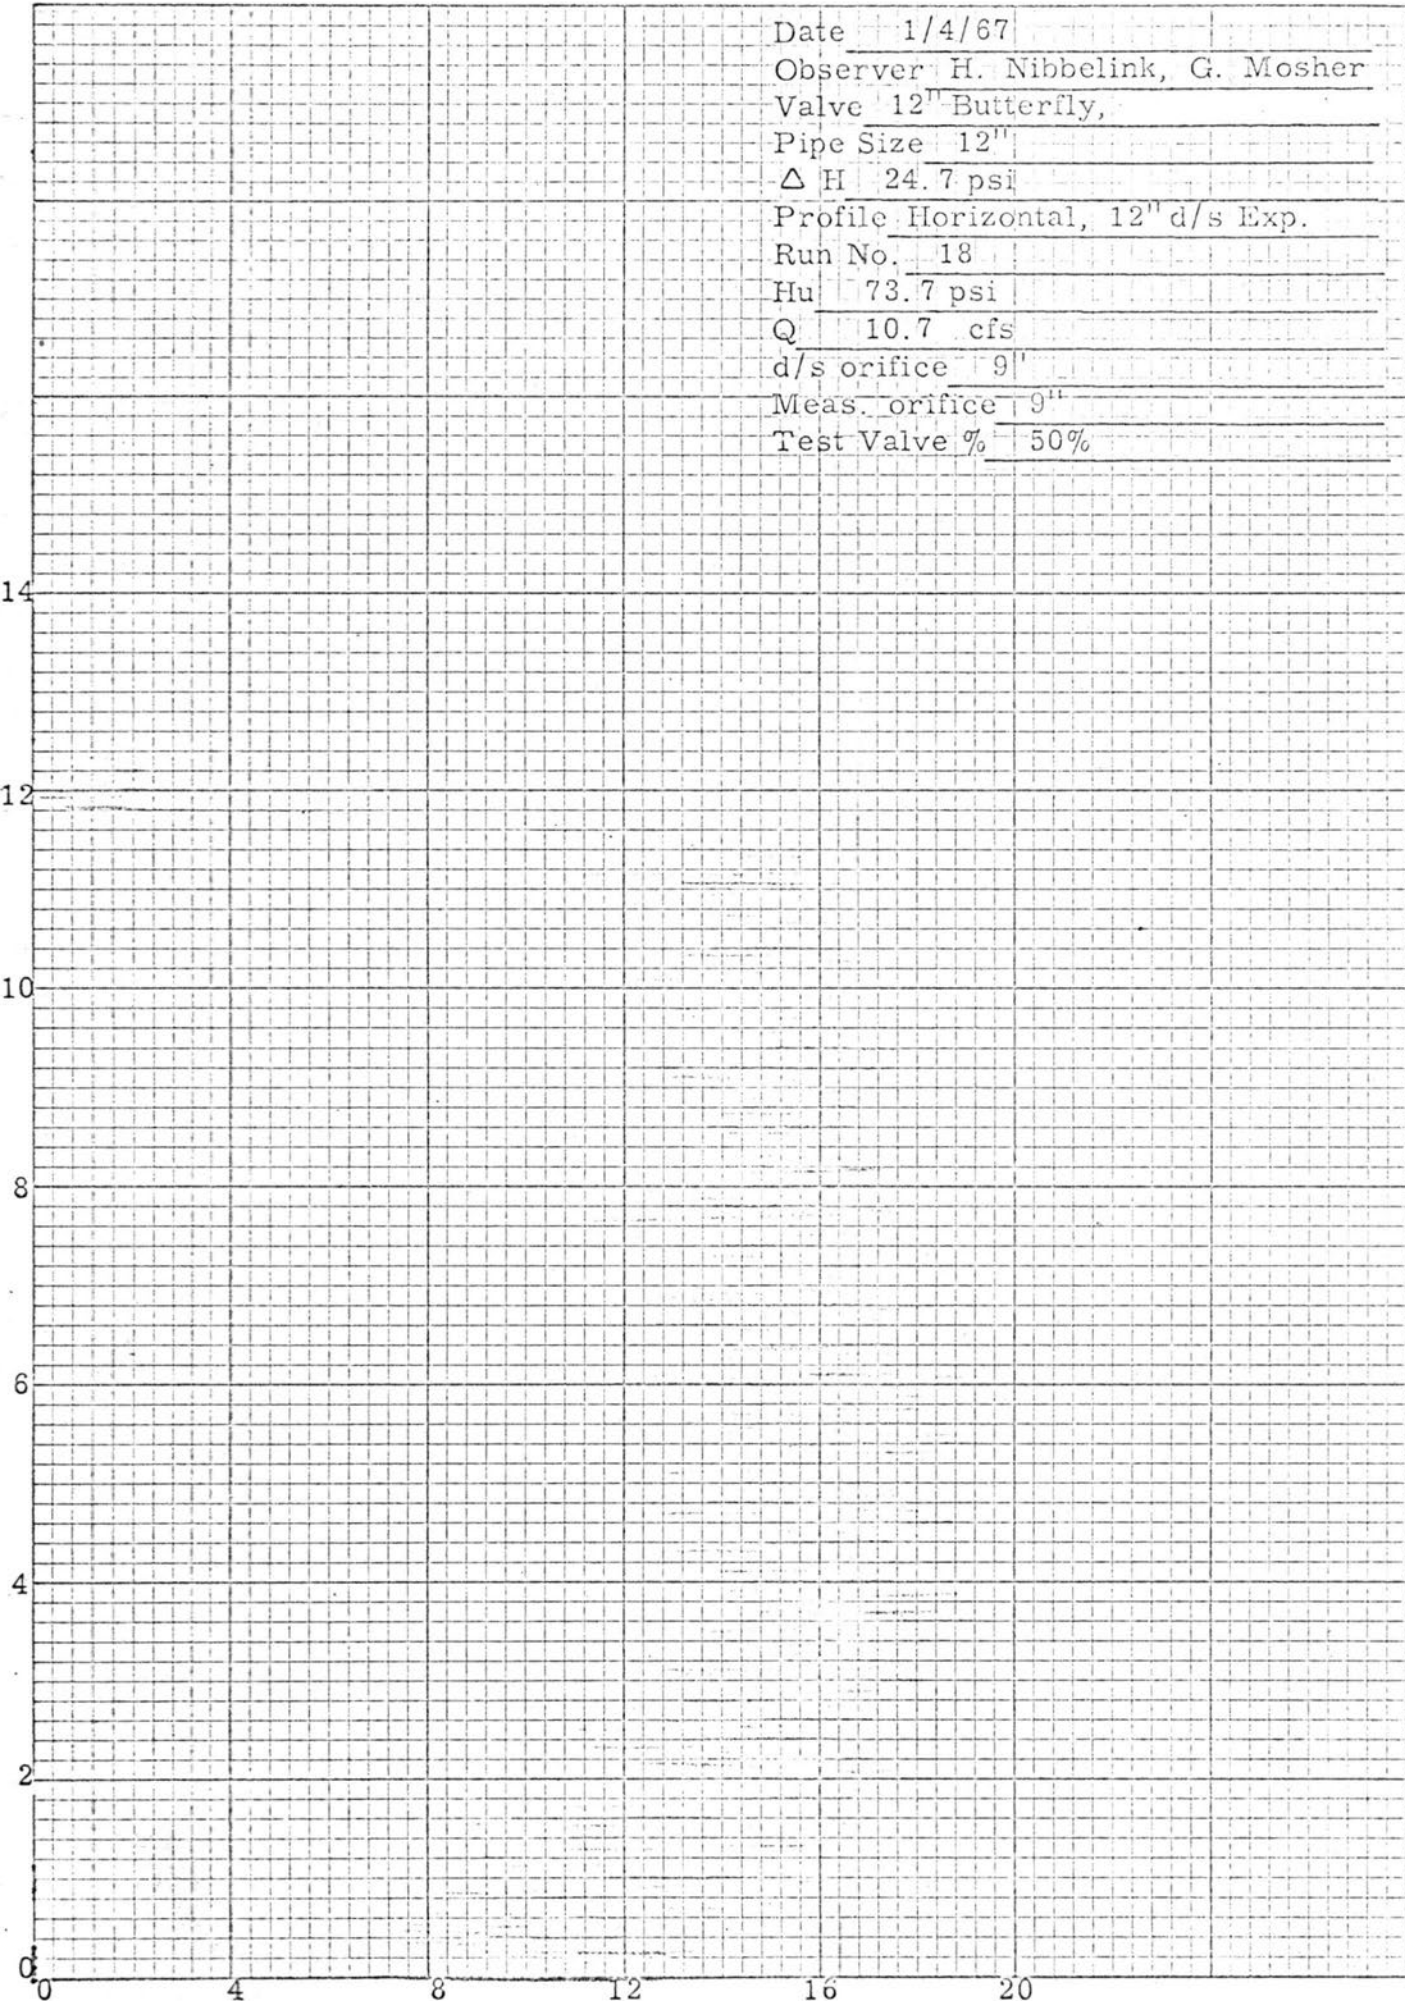 Date 1/4/67
Observer H. Nibbelink, G. Mosher
Valve 12" Butterfly,
Pipe Size 12"
△ H 24.7 psi
Profile Horizontal, 12" d/s Exp.
Run No. 18
Hu 73.7 psi
Q 10.7 cfs
d/s orifice 9"
Meas. orifice 9"
Test Valve % 50%
14
12
10
8
6
4
2
0
0 4 8 12 16 20